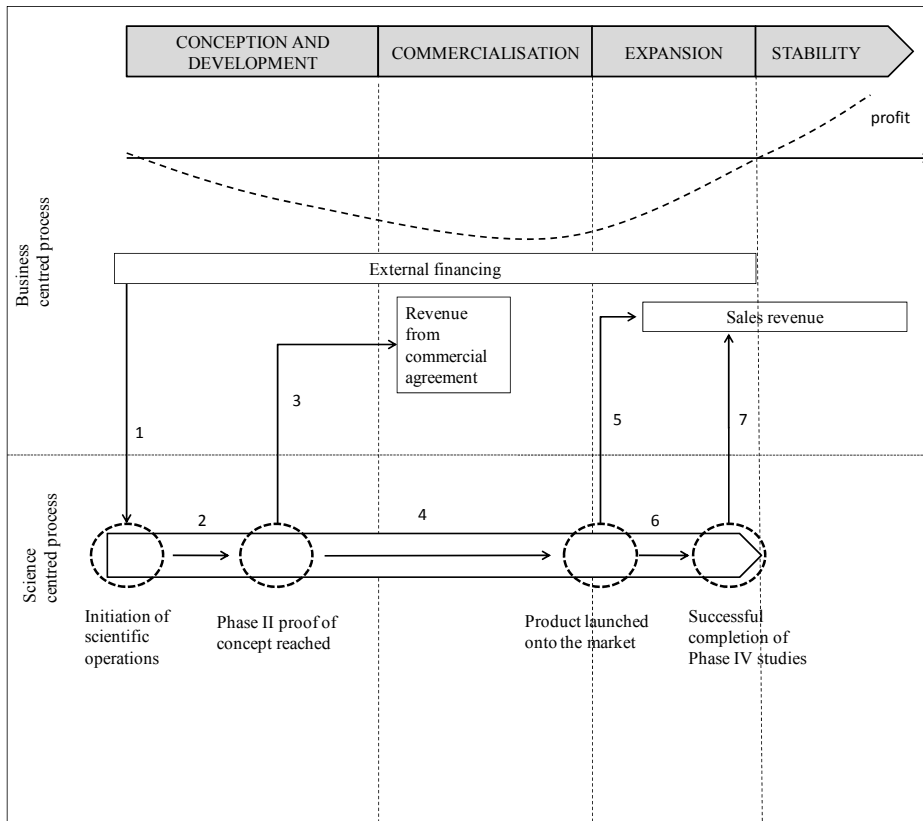 CONCEPTION AND
DEVELOPMENT
COMMERCIALISATION
EXPANSION
STABILITY
profit
Business
centred process
External financing
Revenue
from
commercial
agreement
Sales revenue
1
3
5
7
Science
centred process
2
4
6
Initiation of
scientific
operations
Phase II proof of
concept reached
Product launched
onto the market
Successful
completion of
Phase IV studies